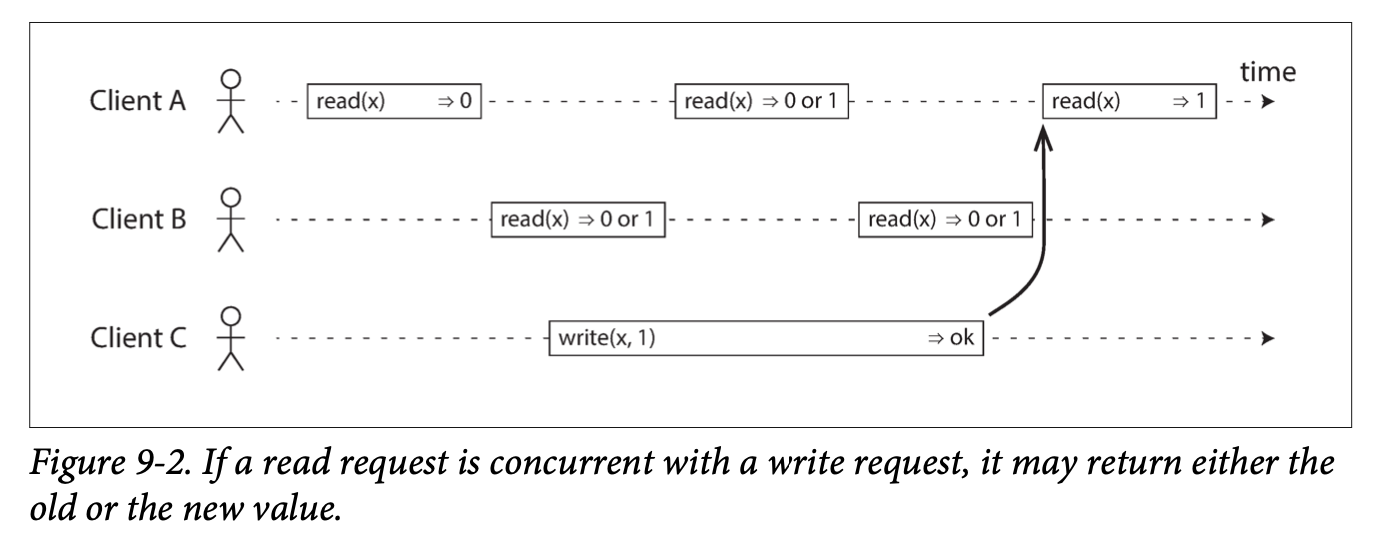 time
Client A read(x) ⇒ 0 read(x) ⇒ 0 or 1 read(x) ⇒ 1
Client B read(x) ⇒ 0 or 1 read(x) ⇒ 0 or 1
Client C write(x, 1) ⇒ ok
Figure 9-2. If a read request is concurrent with a write request, it may return either the
old or the new value.